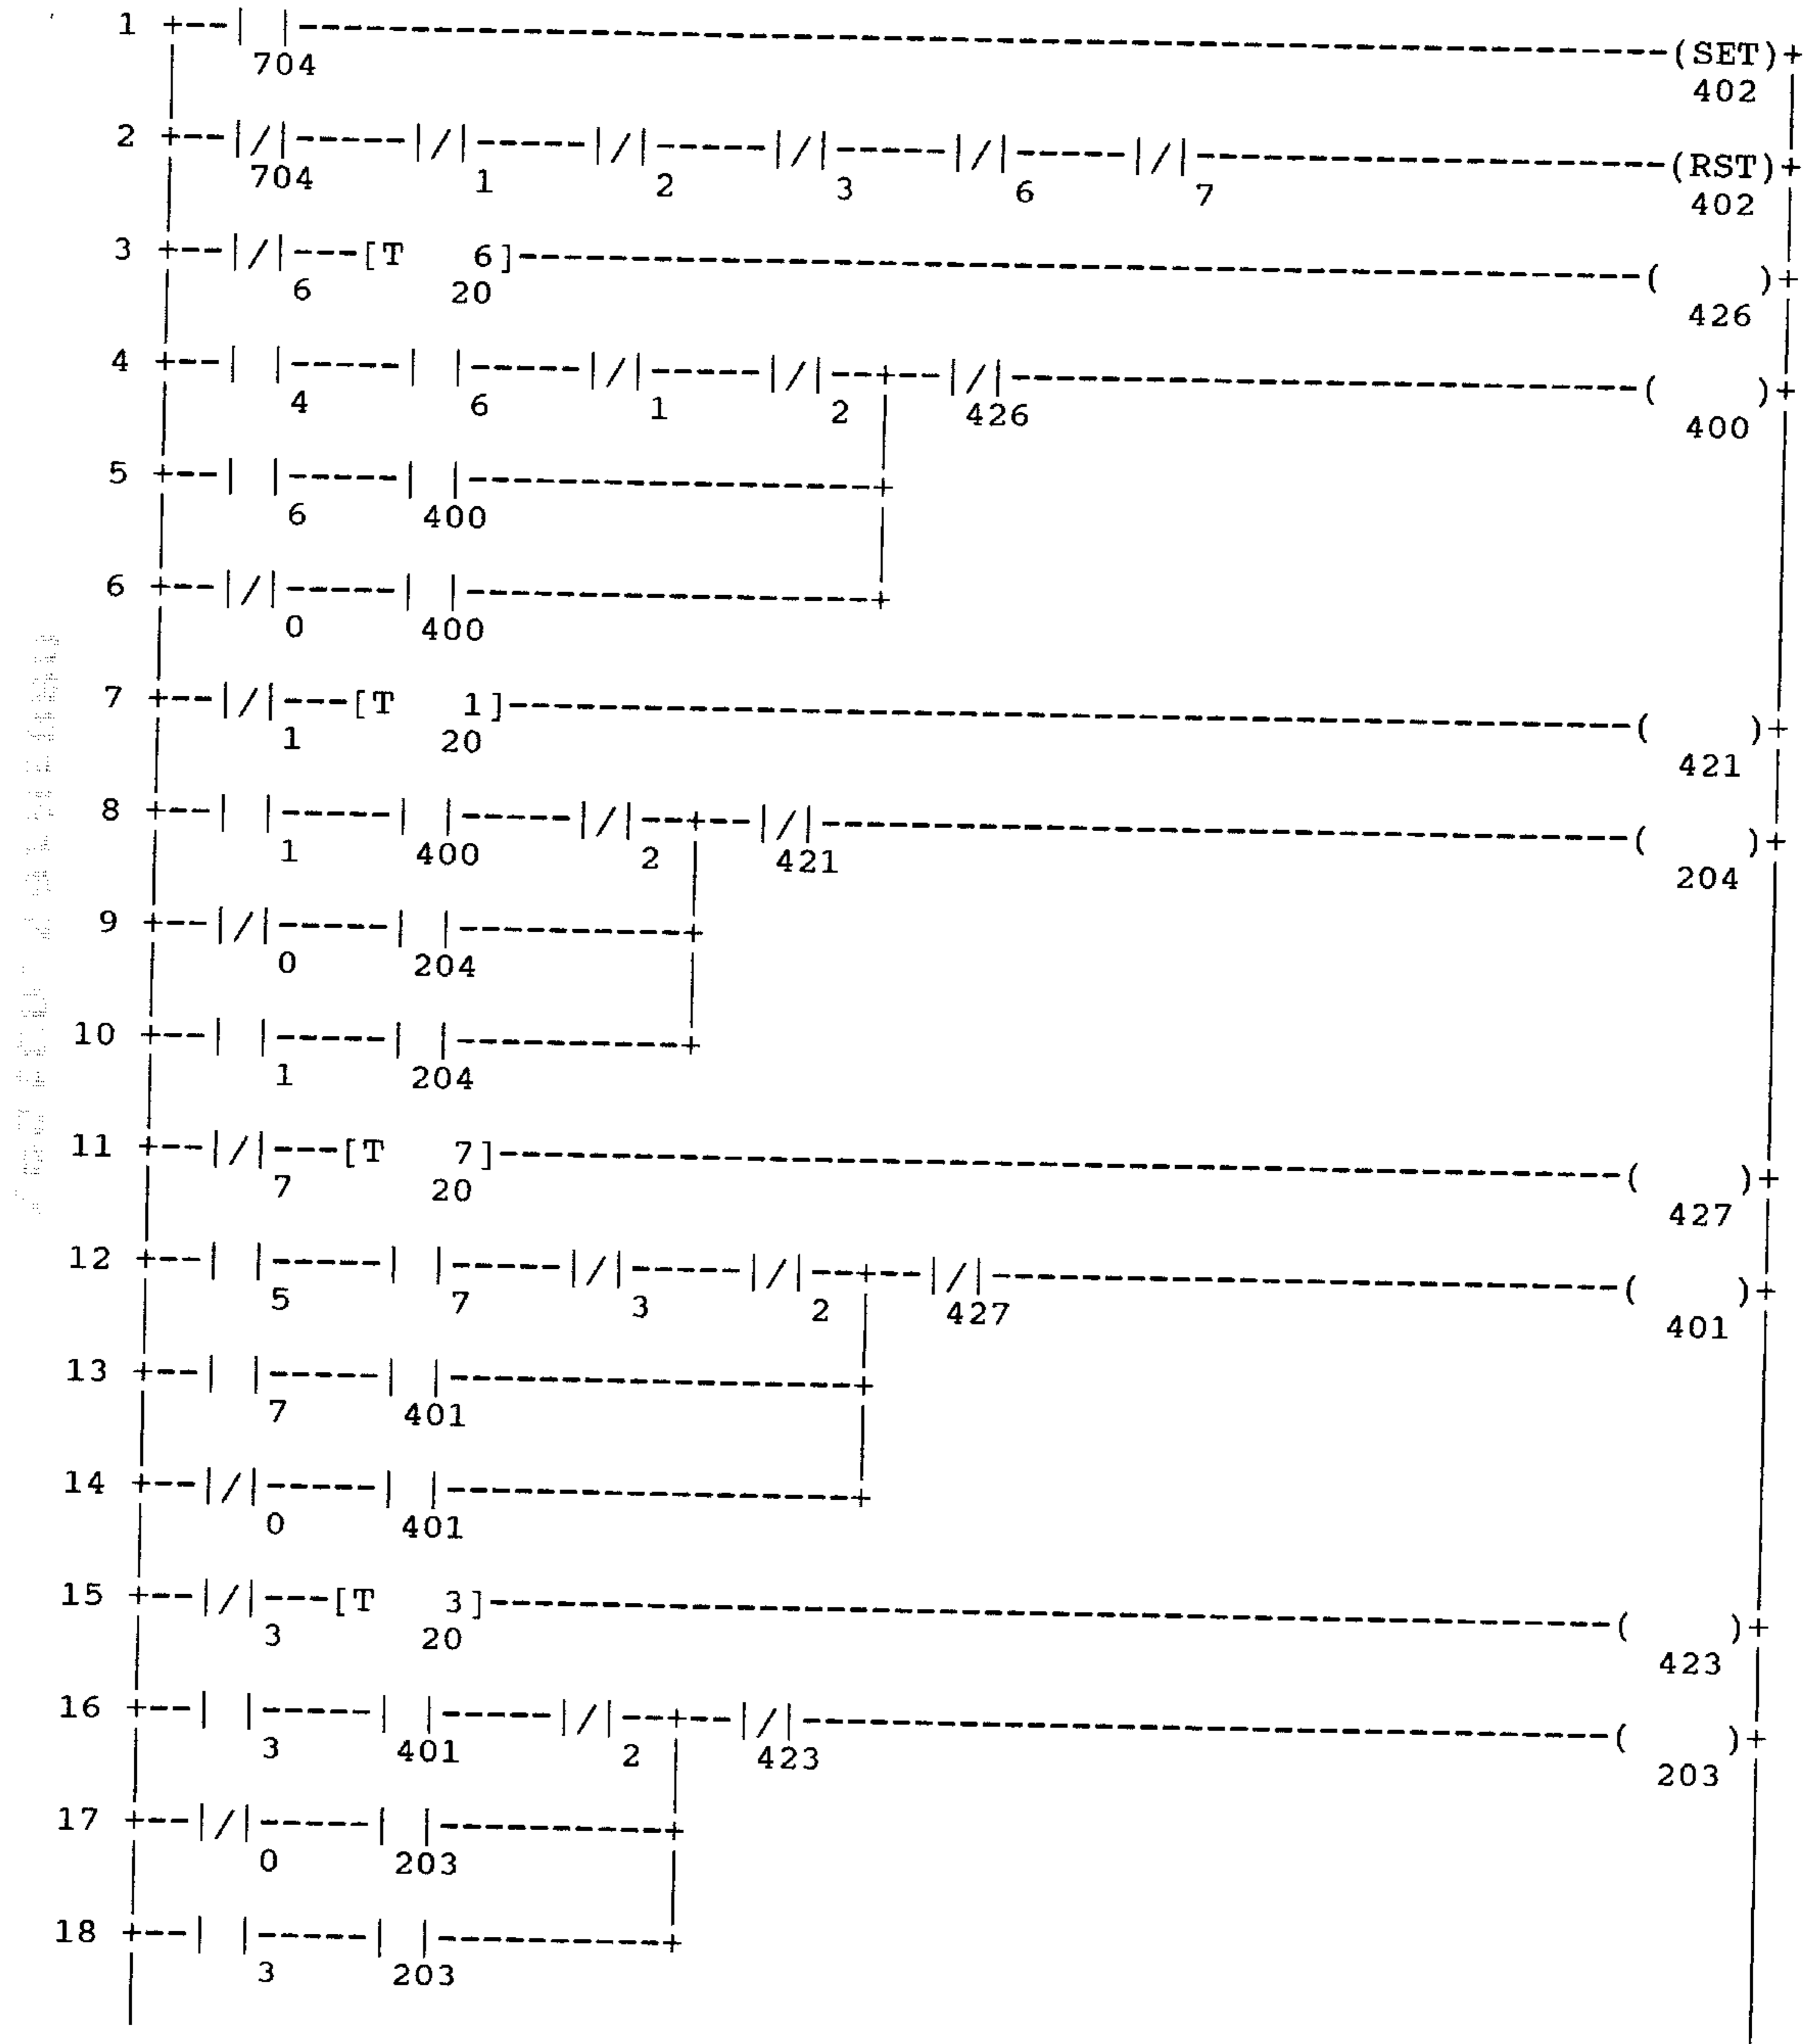 1 +--| |------------------------------------------------------------(SET)+
704
402
2 +--|/|-----|/|-----|/|-----|/|-----|/|-----|/|---------------------(RST)+
704 1 2 3 6 7
402
3 +--|/|---[T 6]--------------------------------------------------( )+
6 20
426
4 +--| |-----| |-----|/|-----|/|--+--|/|----------------------------( )+
4 6 1 2 426
400
5 +--| |-----| |-------------------+
6 400
6 +--|/|-----| |-------------------+
0 400
7 +--|/|---[T 1]--------------------------------------------------( )+
1 20
421
8 +--| |-----| |-----|/|--+--|/|------------------------------------( )+
1 400 2 421
204
9 +--|/|-----| |-----------+
0 204
10 +--| |-----| |-----------+
1 204
11 +--|/|---[T 7]--------------------------------------------------( )+
7 20
427
12 +--| |-----| |-----|/|-----|/|--+--|/|----------------------------( )+
5 7 3 2 427
401
13 +--| |-----| |-------------------+
7 401
14 +--|/|-----| |-------------------+
0 401
15 +--|/|---[T 3]--------------------------------------------------( )+
3 20
423
16 +--| |-----| |-----|/|--+--|/|------------------------------------( )+
3 401 2 423
203
17 +--|/|-----| |-----------+
0 203
18 +--| |-----| |-----------+
3 203